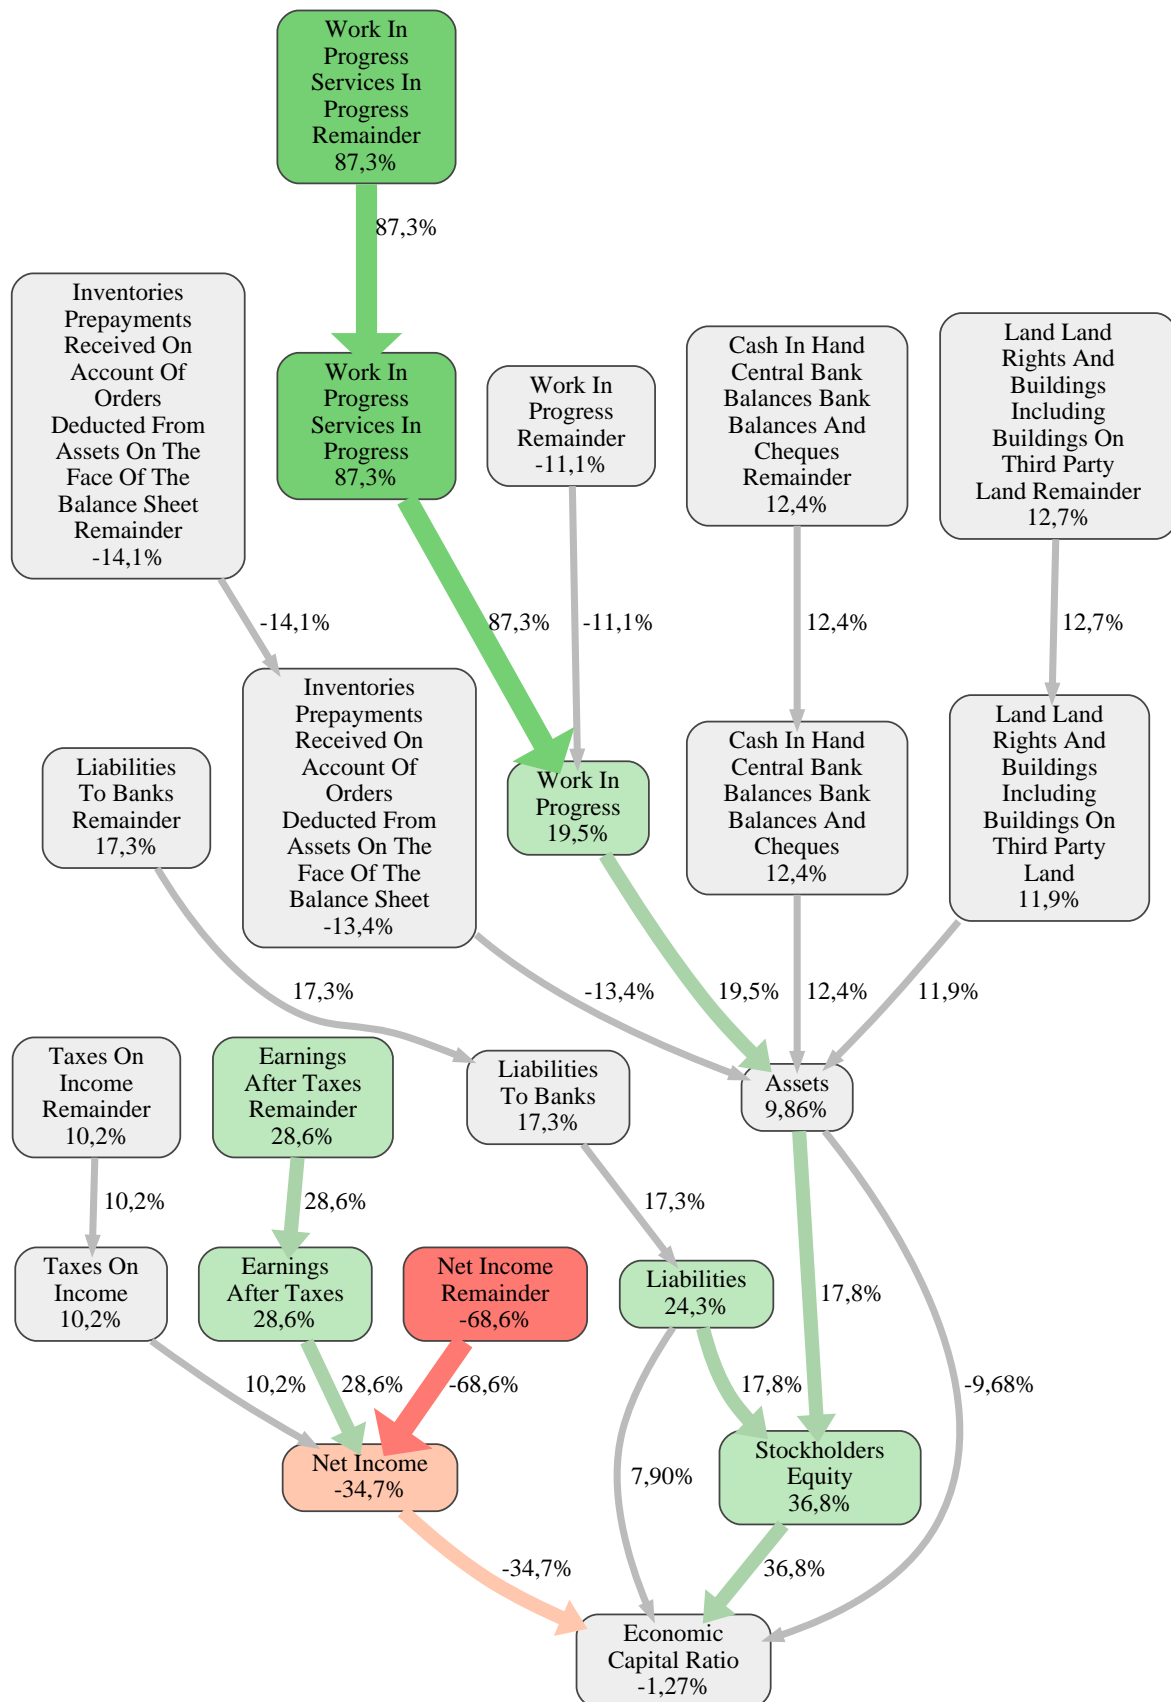 Work In
Progress
Services In
Progress
Remainder
87,3%
87,3%
Inventories
Prepayments
Received On
Account Of
Orders
Deducted From
Assets On The
Face Of The
Balance Sheet
Remainder
-14,1%
Work In
Progress
Services In
Progress
87,3%
Work In
Progress
Remainder
-11,1%
Cash In Hand
Central Bank
Balances Bank
Balances And
Cheques
Remainder
12,4%
Land Land
Rights And
Buildings
Including
Buildings On
Third Party
Land Remainder
12,7%
-14,1%
87,3%
-11,1%
12,4%
12,7%
Liabilities
To Banks
Remainder
17,3%
Inventories
Prepayments
Received On
Account Of
Orders
Deducted From
Assets On The
Face Of The
Balance Sheet
-13,4%
Work In
Progress
19,5%
Cash In Hand
Central Bank
Balances Bank
Balances And
Cheques
12,4%
Land Land
Rights And
Buildings
Including
Buildings On
Third Party
Land
11,9%
17,3%
-13,4%
19,5%
12,4%
11,9%
Taxes On
Income
Remainder
10,2%
Earnings
After Taxes
Remainder
28,6%
Liabilities
To Banks
17,3%
Assets
9,86%
10,2%
28,6%
17,3%
Taxes On
Income
10,2%
Earnings
After Taxes
28,6%
Net Income
Remainder
-68,6%
Liabilities
24,3%
17,8%
10,2%
28,6%
-68,6%
17,8%
-9,68%
Net Income
-34,7%
7,90%
Stockholders
Equity
36,8%
-34,7%
36,8%
Economic
Capital Ratio
-1,27%